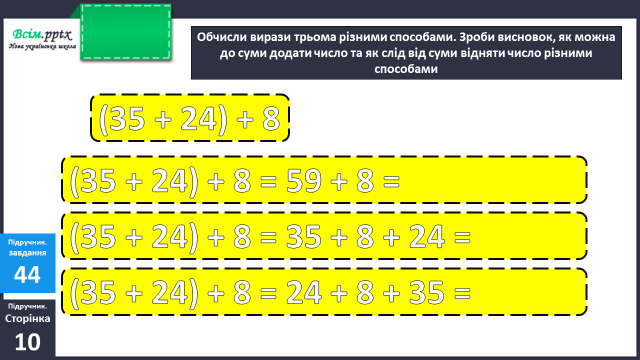 Всім.pptx
Нова українська школа
Обчисли вирази трьома різними способами. Зроби висновок, як можна
до суми додати число та як слід від суми відняти число різними
способами
(35 + 24) + 8
(35 + 24) + 8 = 59 + 8 =
(35 + 24) + 8 = 35 + 8 + 24 =
(35 + 24) + 8 = 24 + 8 + 35 =
Підручник.
завдання
44
Підручник.
Сторінка
10